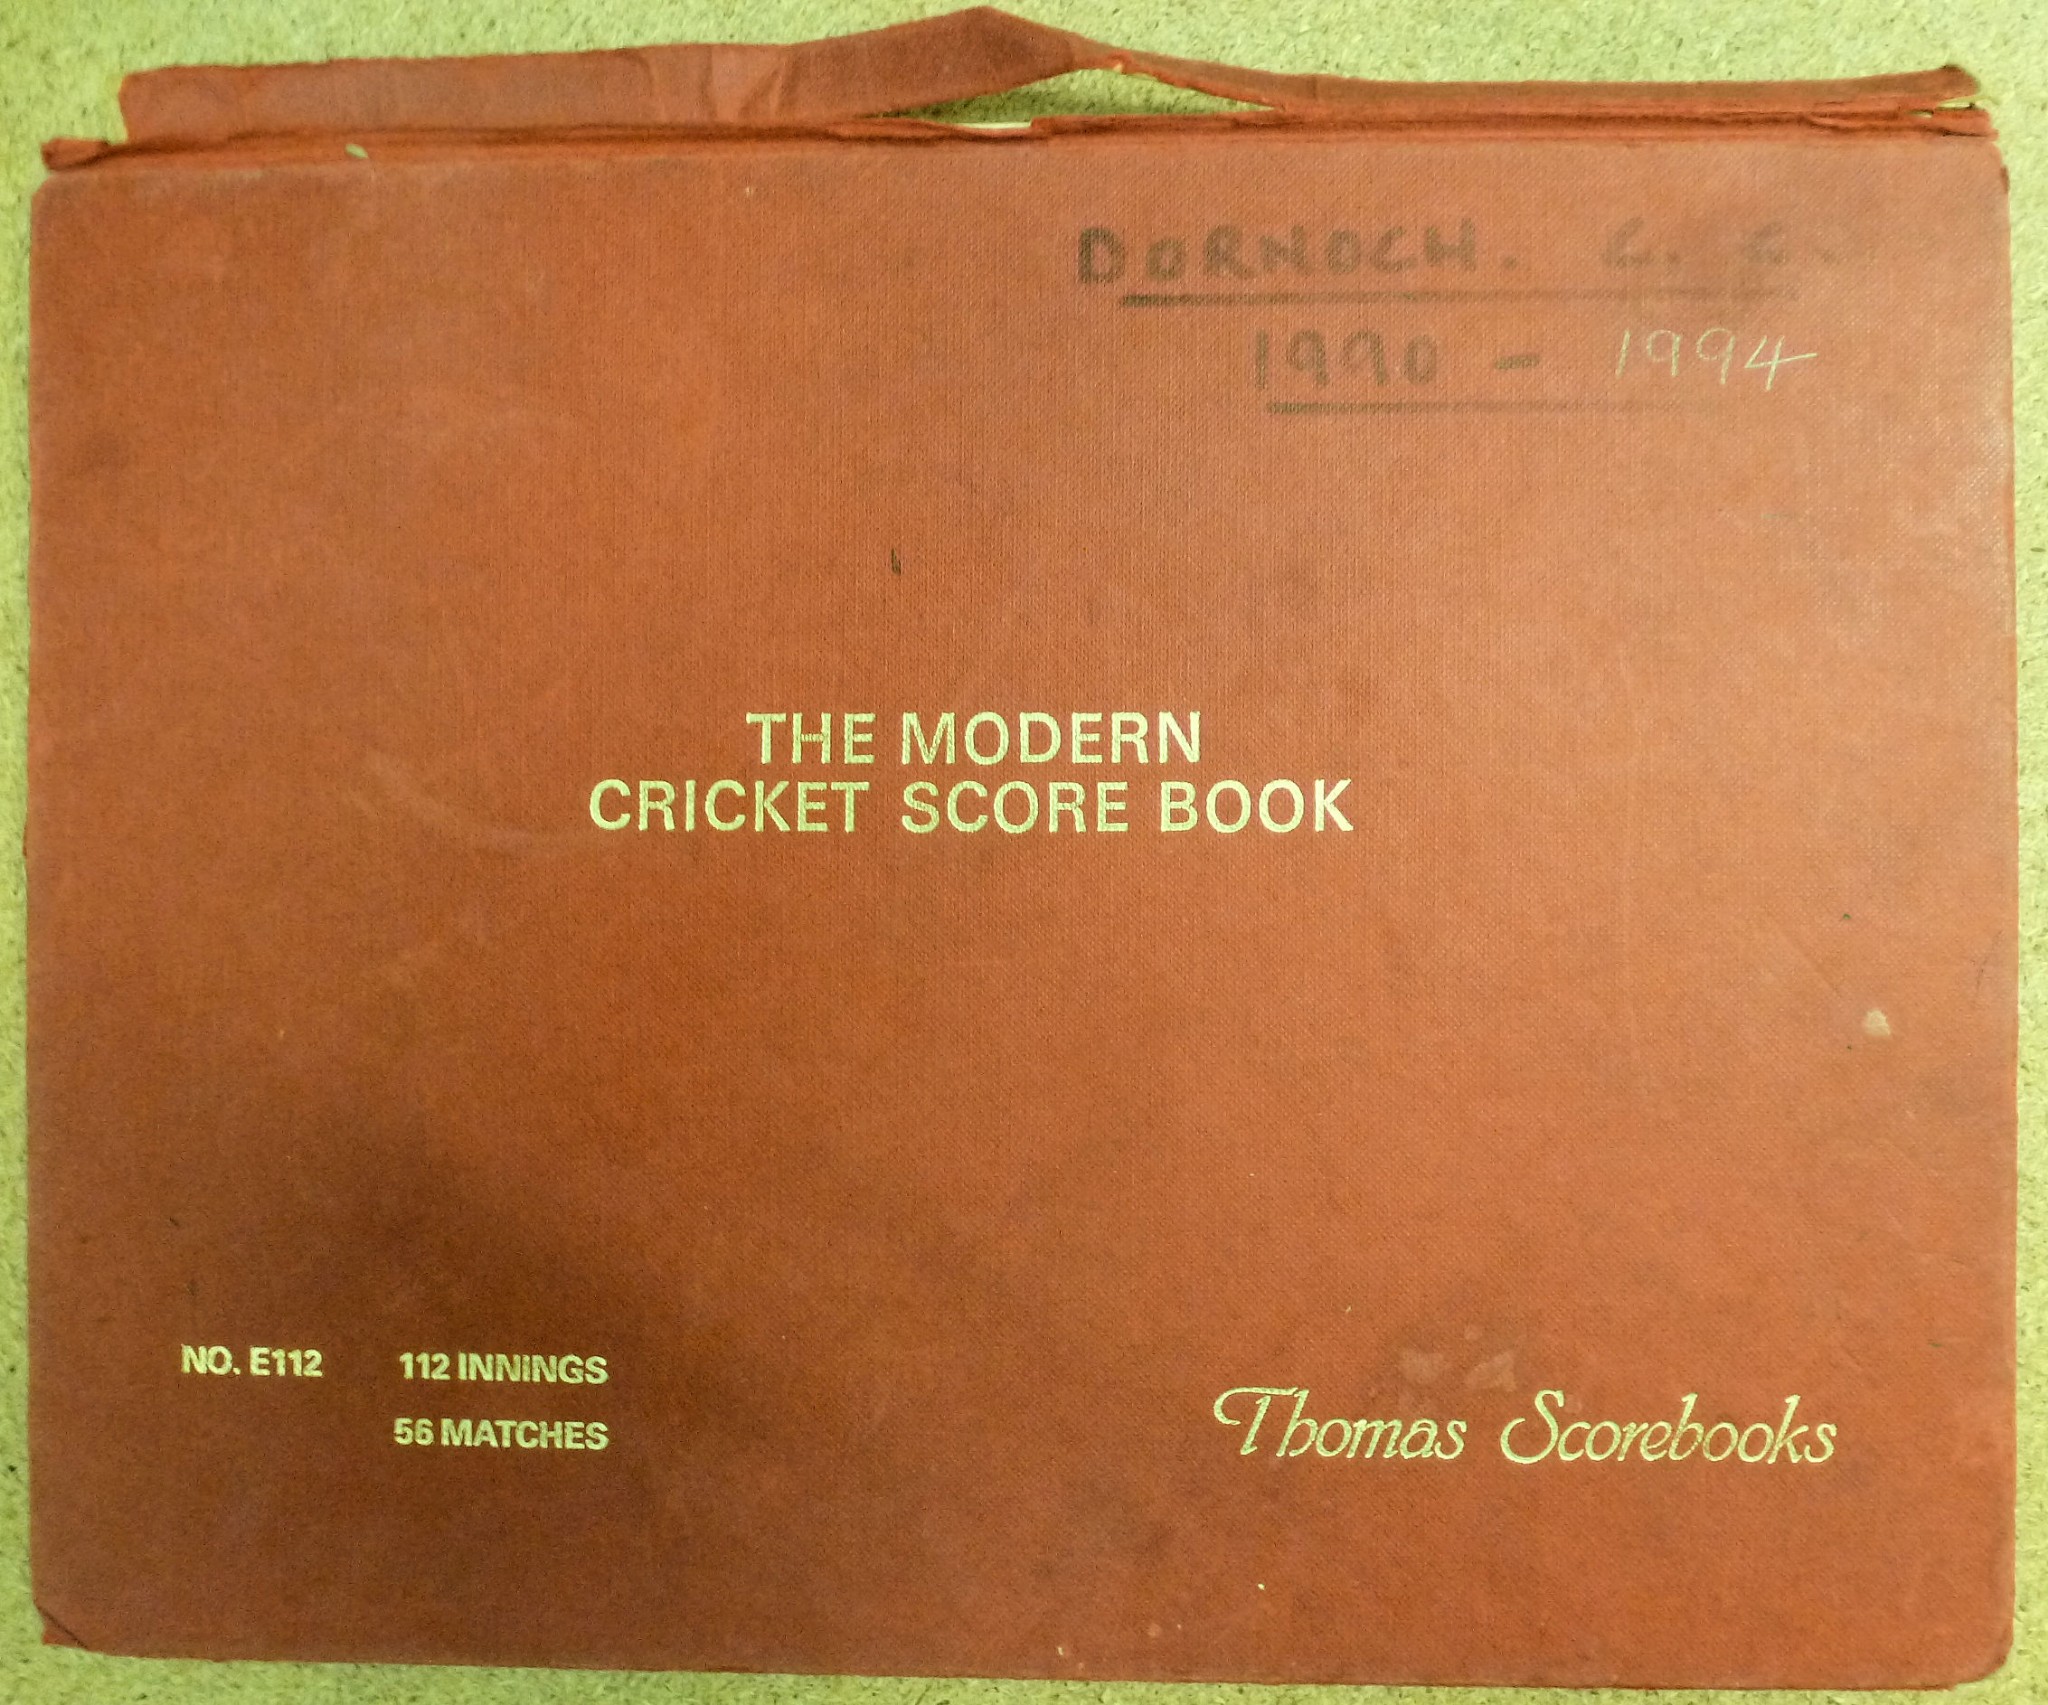 DORNOCH. C. C.
1990 - 1994
THE MODERN
CRICKET SCORE BOOK
NO. E112 112 INNINGS
56 MATCHES
Thomas Scorebooks